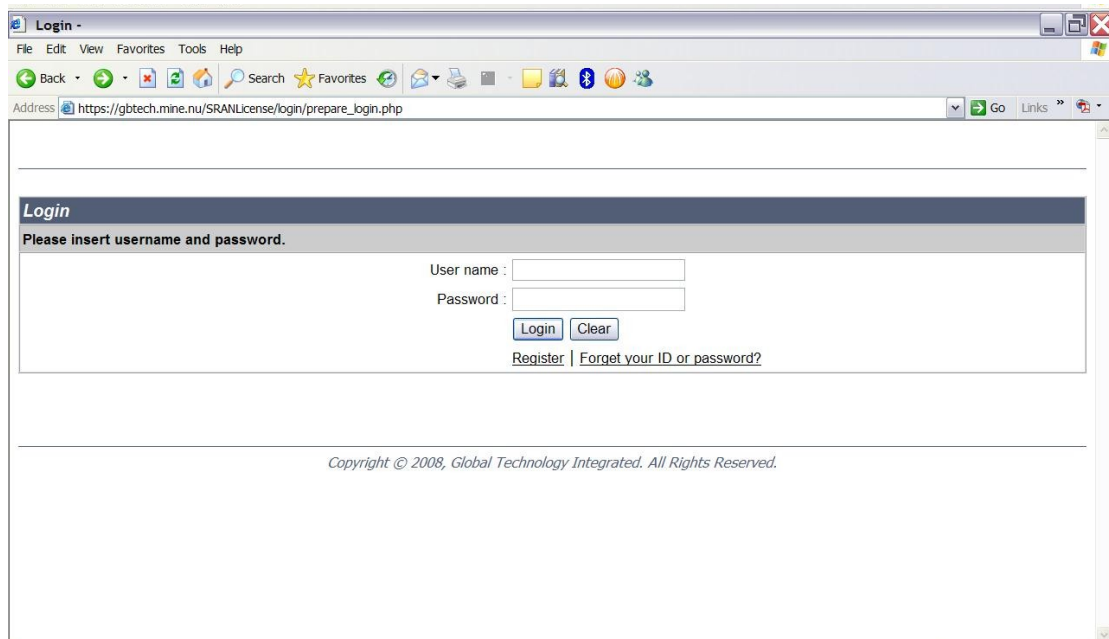 Login -
File Edit View Favorites Tools Help
Back Search Favorites
Address https://gbtech.mine.nu/SRANLicense/login/prepare_login.php Go Links »
Login
Please insert username and password.
User name :
Password :
Login Clear
Register | Forget your ID or password?
Copyright © 2008, Global Technology Integrated. All Rights Reserved.